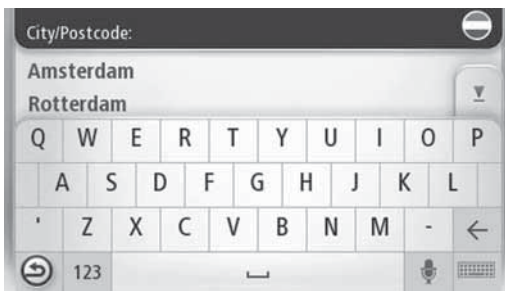 City/Postcode:
Amsterdam
Rotterdam
Q W E R T Y U I O P
A S D F G H J K L
' Z X C V B N M -
123